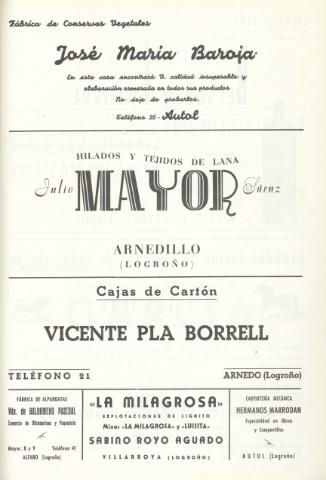 Fábrica de Conservas Vegetales
José María Baroja
En esta casa encontrará V. calidad insuperable y
elaboración esmerada en todos sus productos
No deje de probarlos.
Teléfono 20 - Autol
HILADOS Y TEJIDOS DE LANA
Julio MAYOR Sáenz
ARNEDILLO
(LOGROÑO)
Cajas de Cartón
VICENTE PLA BORRELL
TELÉFONO 21 ARNEDO (Logroño)
FÁBRICA DE ALPARGATAS
Vda. de BALDOMERO PASCUAL
Comercio de Ultramarinos y Paquetería
Mayor, 8 y 9 Teléfono 41
ALFARO (Logroño)
"LA MILAGROSA"
EXPLOTACIONES DE LIGNITO
Minas: «LA MILAGROSA» y «LUISITA»
SABINO ROYO AGUADO
VILLARROYA (LOGROÑO)
CARPINTERÍA MECÁNICA
HERMANOS MARRODAN
Especialidad en Obras
y Carrocerillas
AUTOL (Logroño)